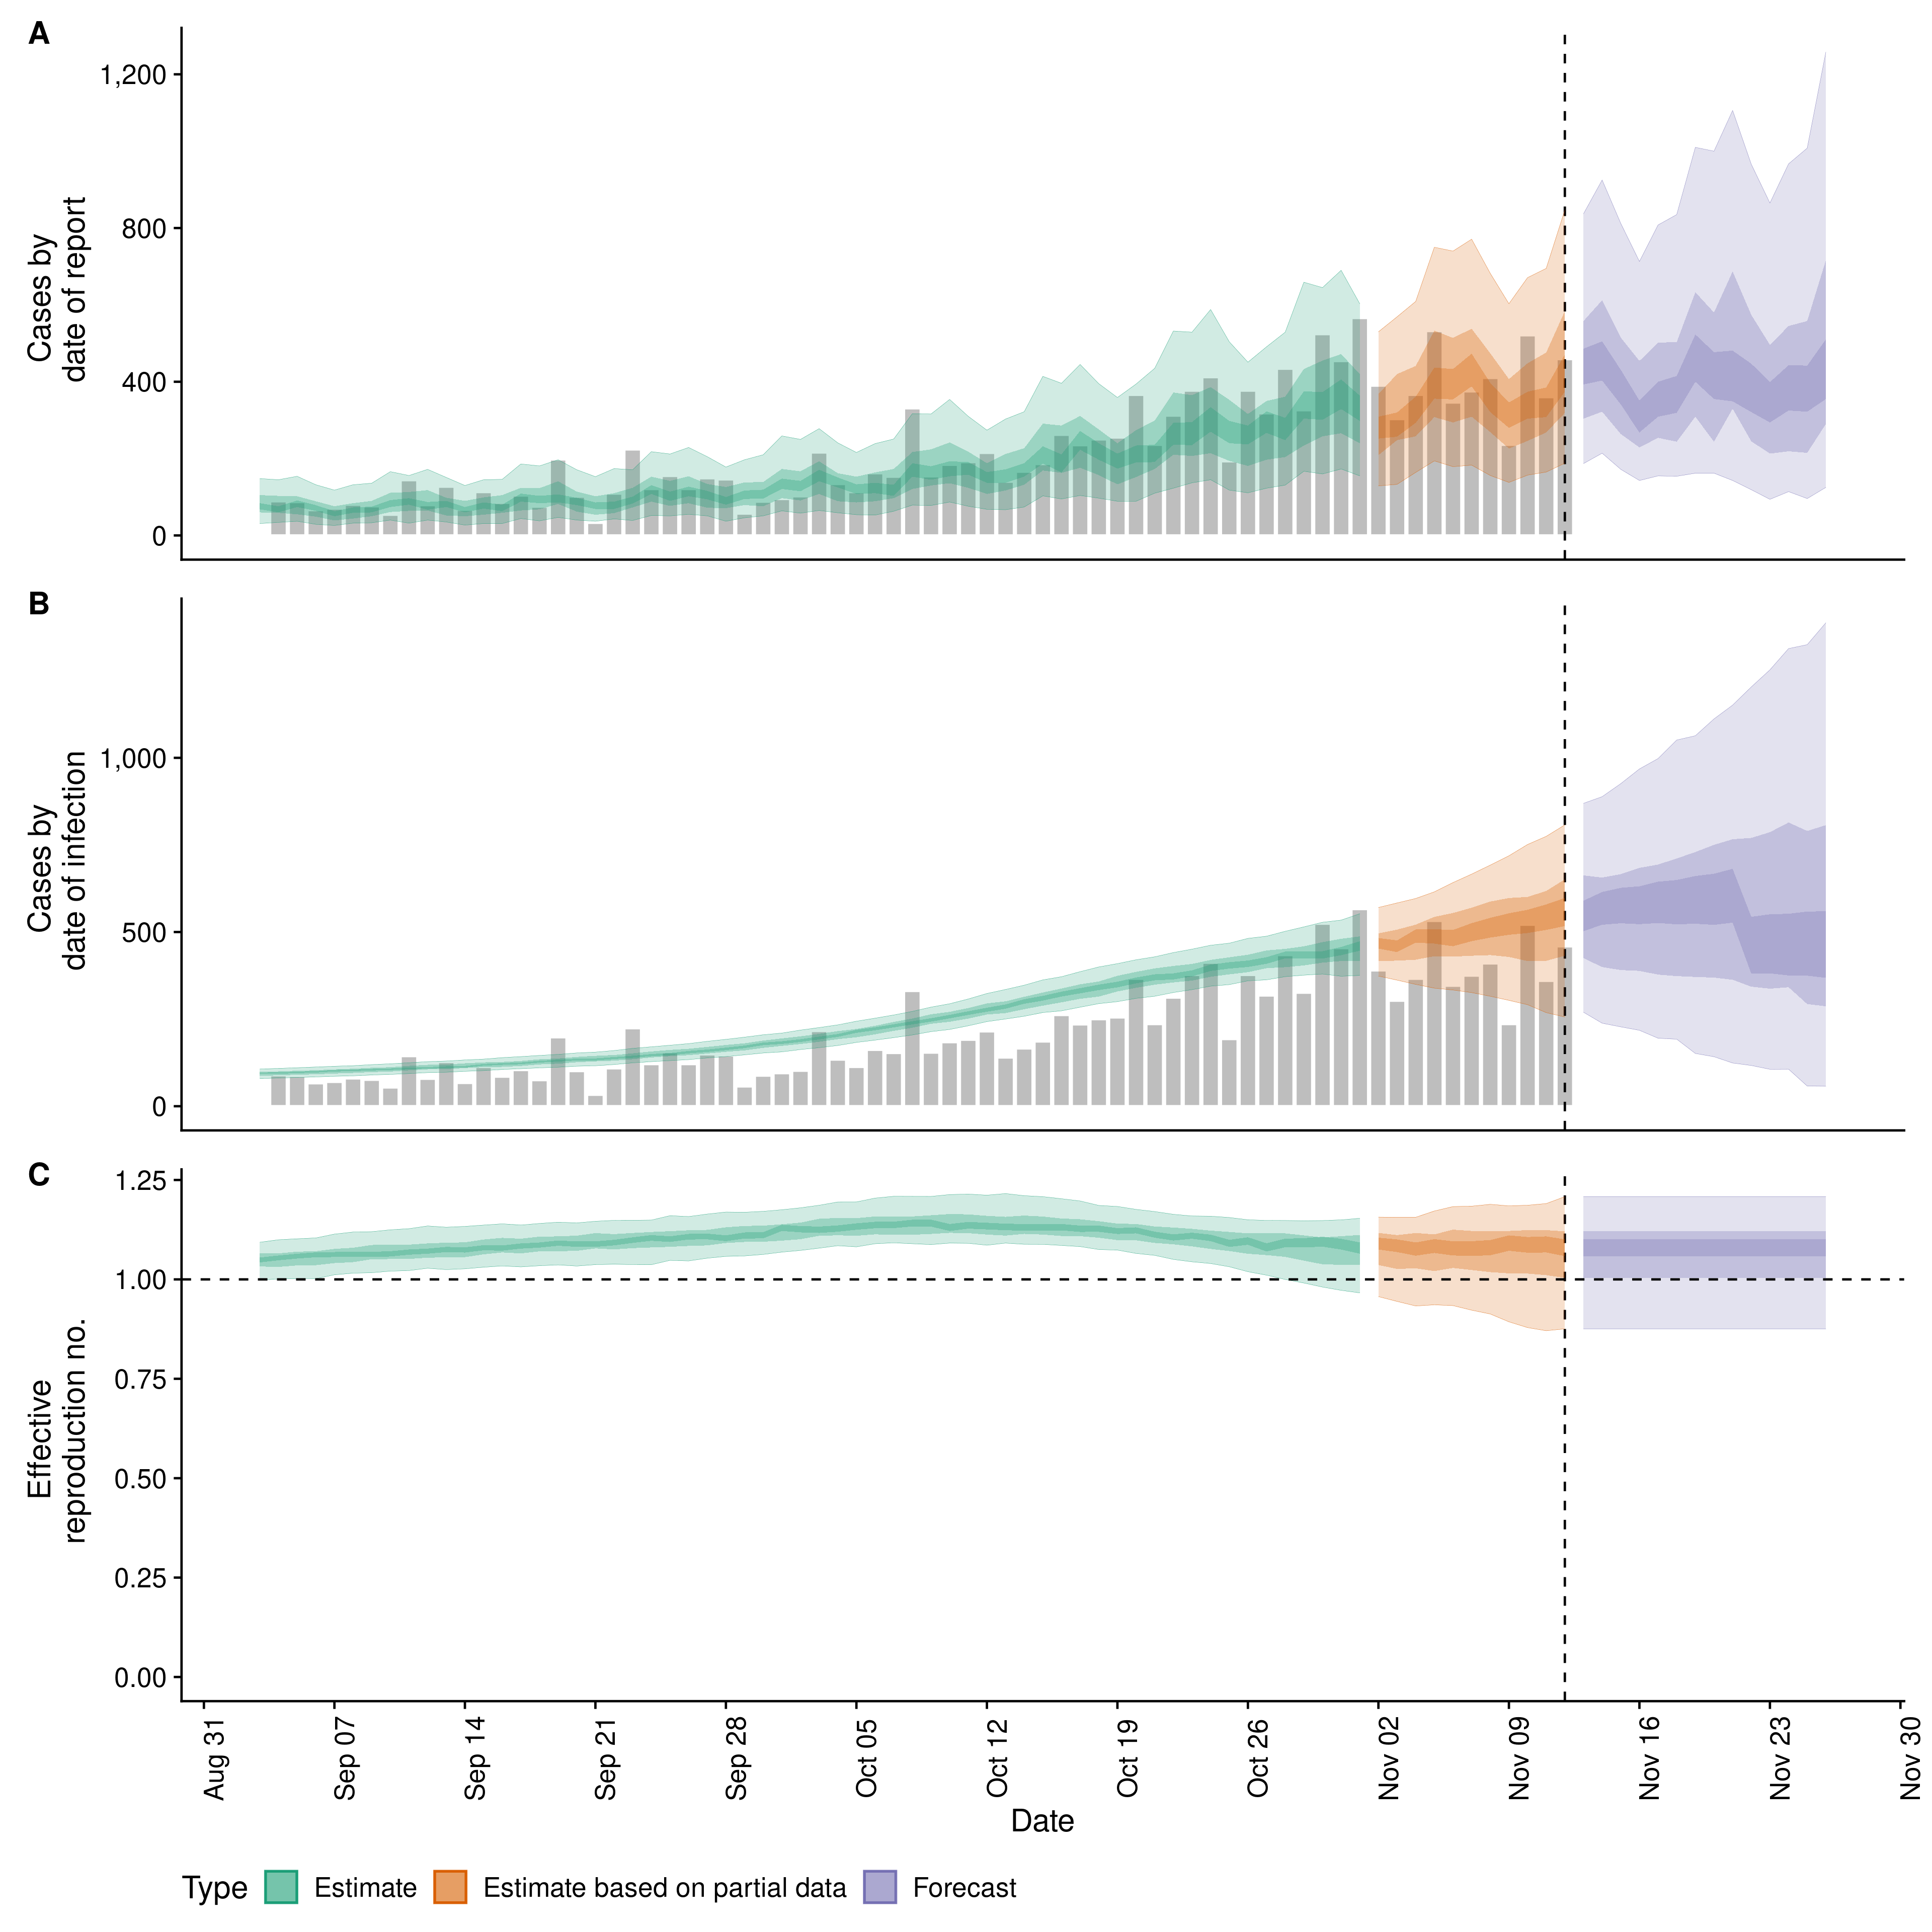 A
1,200
800
400
0
Cases by
date of report
B
1,000
500
0
Cases by
date of infection
C
1.25
1.00
0.75
0.50
0.25
0.00
Effective
reproduction no.
Aug 31
Sep 07
Sep 14
Sep 21
Sep 28
Oct 05
Oct 12
Oct 19
Oct 26
Nov 02
Nov 09
Nov 16
Nov 23
Nov 30
Date
Type Estimate Estimate based on partial data Forecast